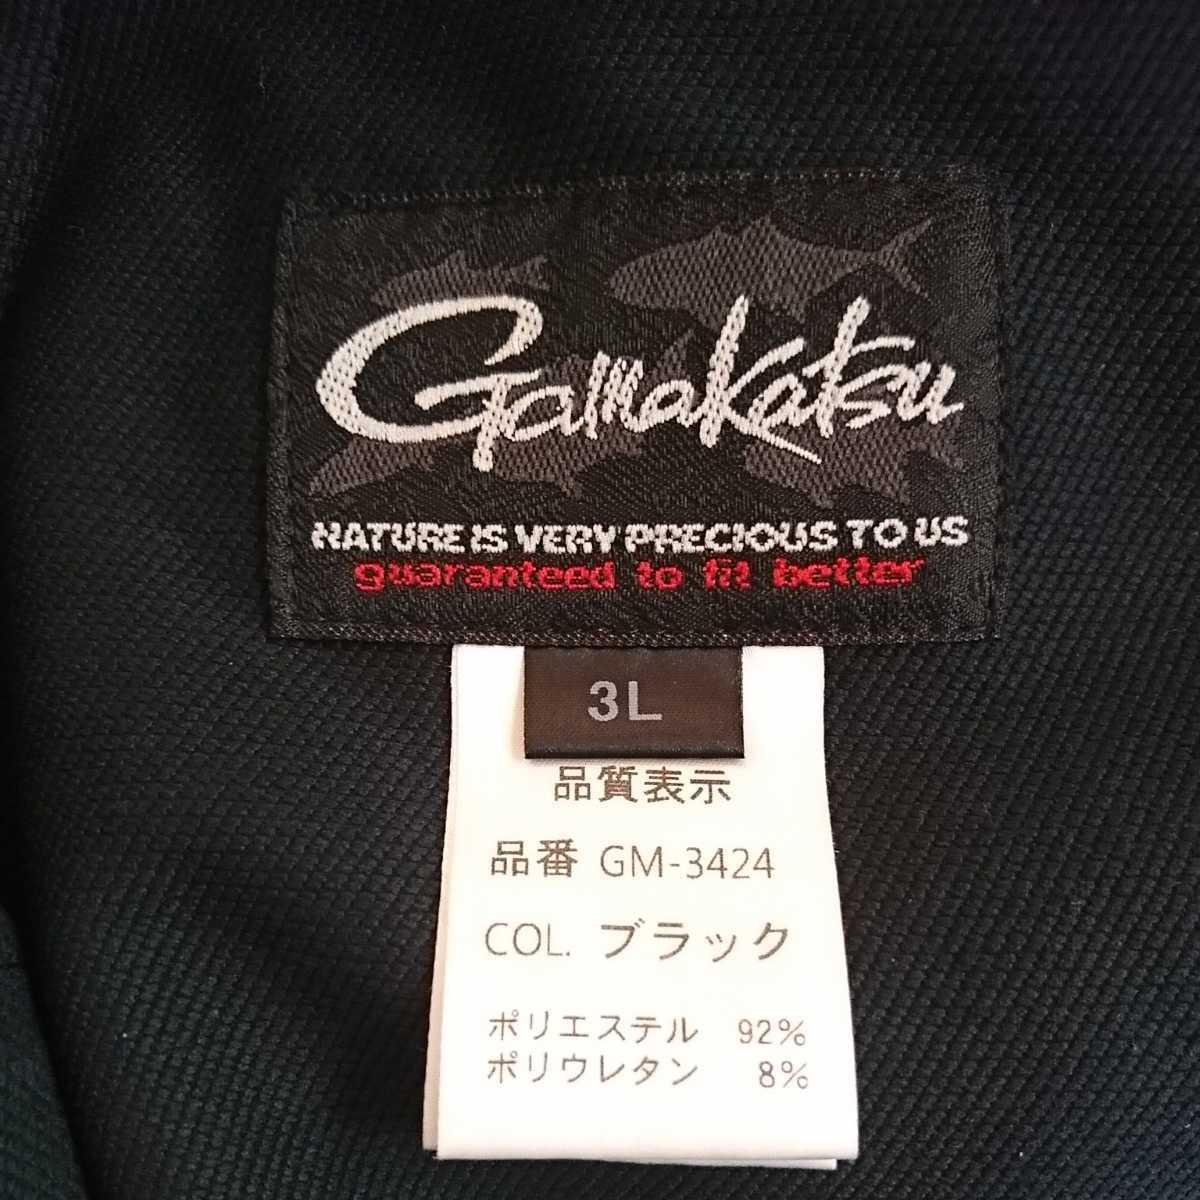 Gamakatsu
NATURE IS VERY PRECIOUS TO US
guaranteed to fit better
3L
品質表示
品番 GM-3424
COL. ブラック
ポリエステル 92%
ポリウレタン 8%